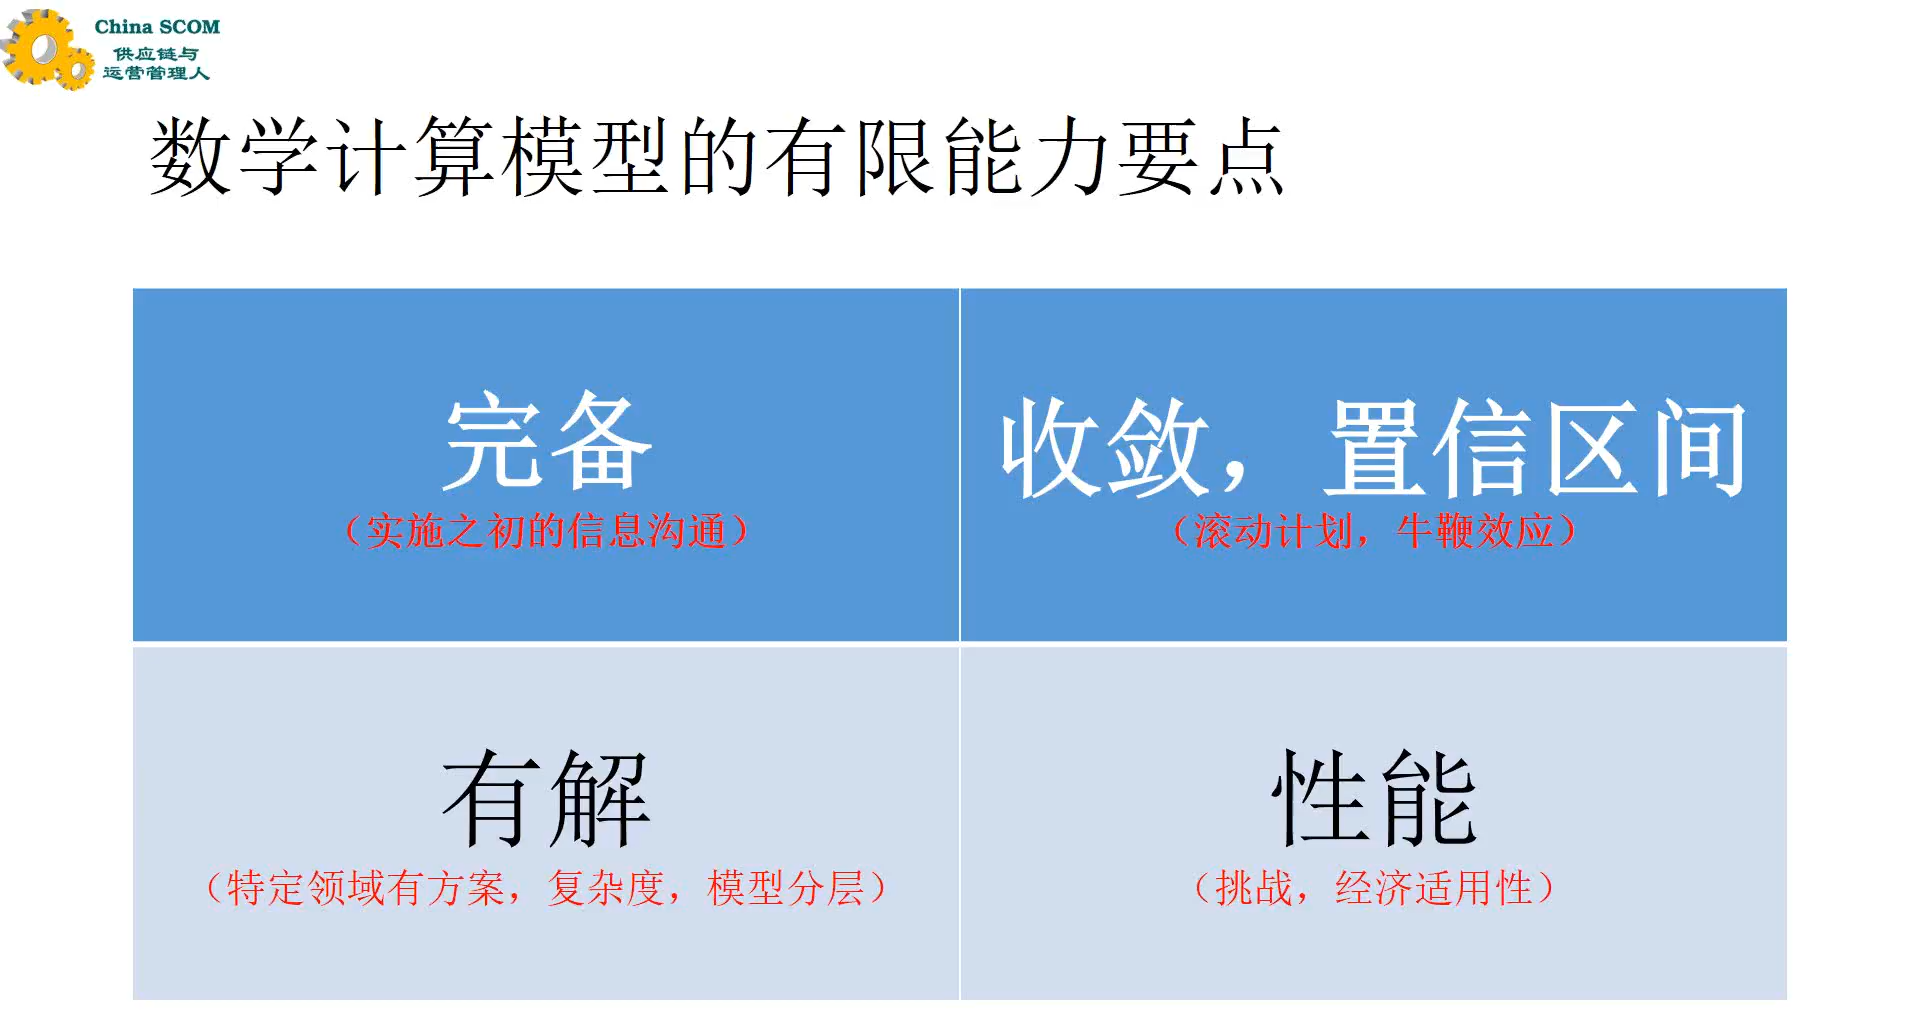 China SCOM
供应链与
运营管理人
数学计算模型的有限能力要点
完备
（实施之初的信息沟通）
收敛，置信区间
（滚动计划，牛鞭效应）
有解
（特定领域有方案，复杂度，模型分层）
性能
（挑战，经济适用性）